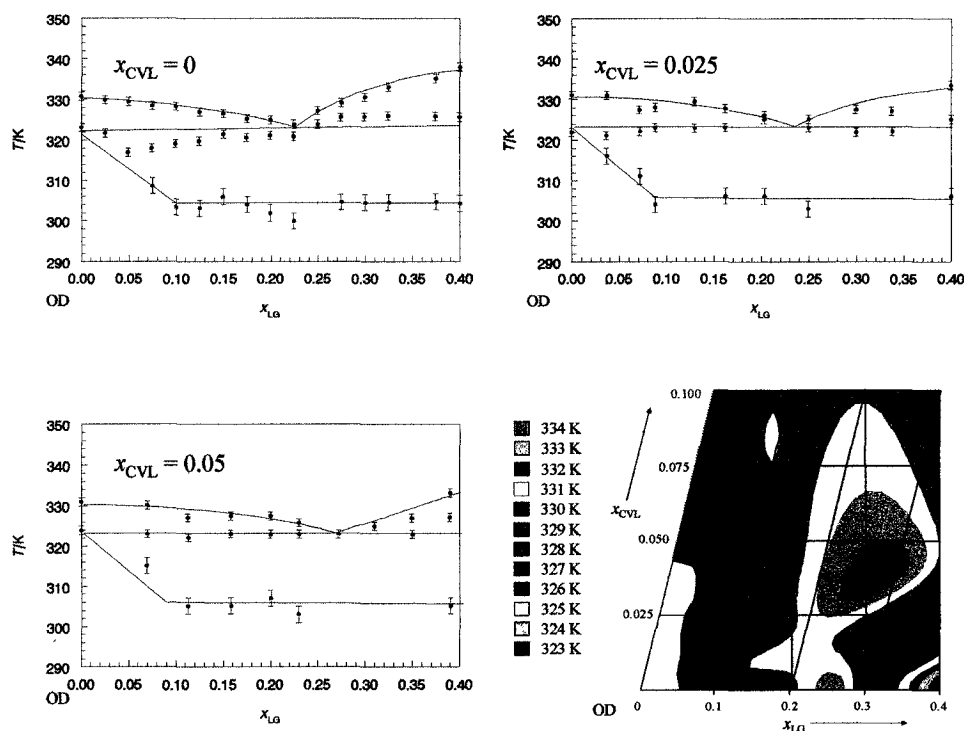 350
340
330
320
310
300
290
T/K
x_CVL = 0
0.00 0.05 0.10 0.15 0.20 0.25 0.30 0.35 0.40
OD
x_LG
350
340
330
320
310
300
290
T/K
x_CVL = 0.025
0.00 0.05 0.10 0.15 0.20 0.25 0.30 0.35 0.40
OD
x_LG
350
340
330
320
310
300
290
T/K
x_CVL = 0.05
0.00 0.05 0.10 0.15 0.20 0.25 0.30 0.35 0.40
OD
x_LG
334 K
333 K
332 K
331 K
330 K
329 K
328 K
327 K
326 K
325 K
324 K
323 K
0.100
0.075
x_CVL
0.050
0.025
OD 0 0.1 0.2 0.3 0.4
x_LG